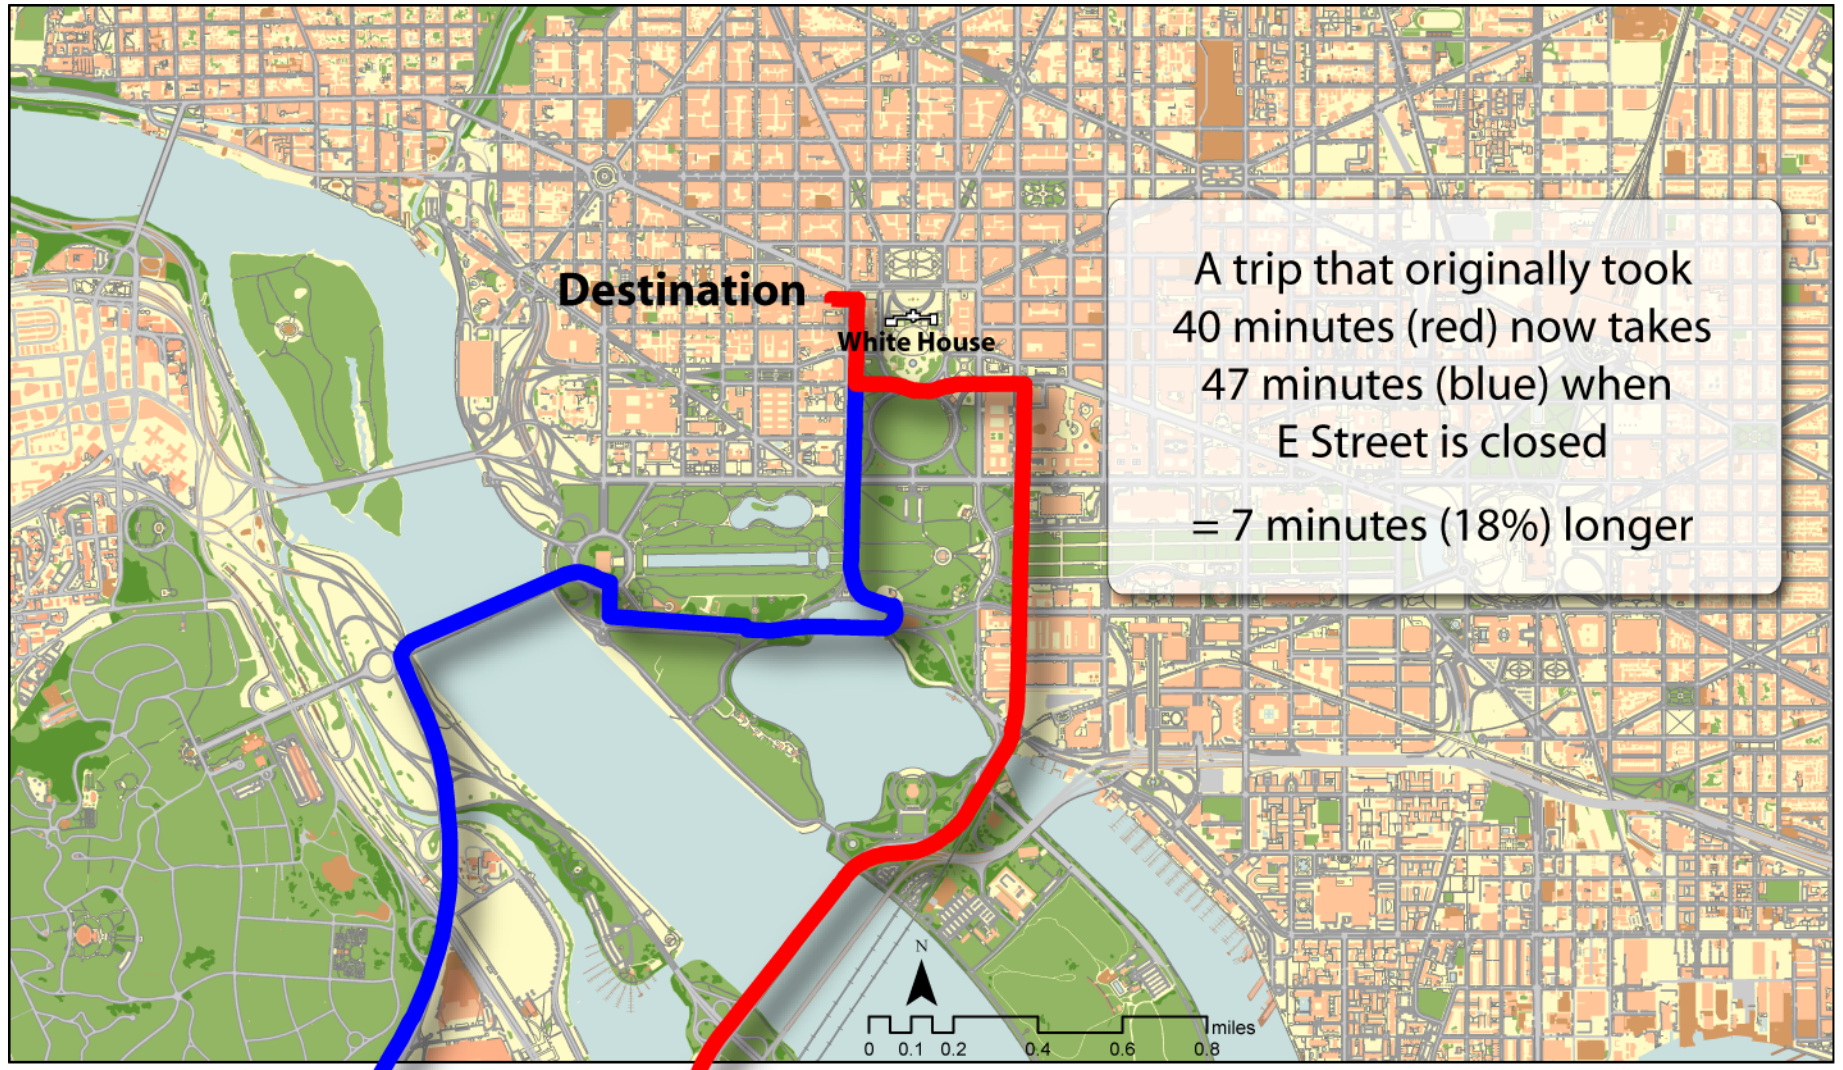 Destination
White House
A trip that originally took
40 minutes (red) now takes
47 minutes (blue) when
E Street is closed
= 7 minutes (18%) longer
N
miles
0 0.1 0.2 0.4 0.6 0.8